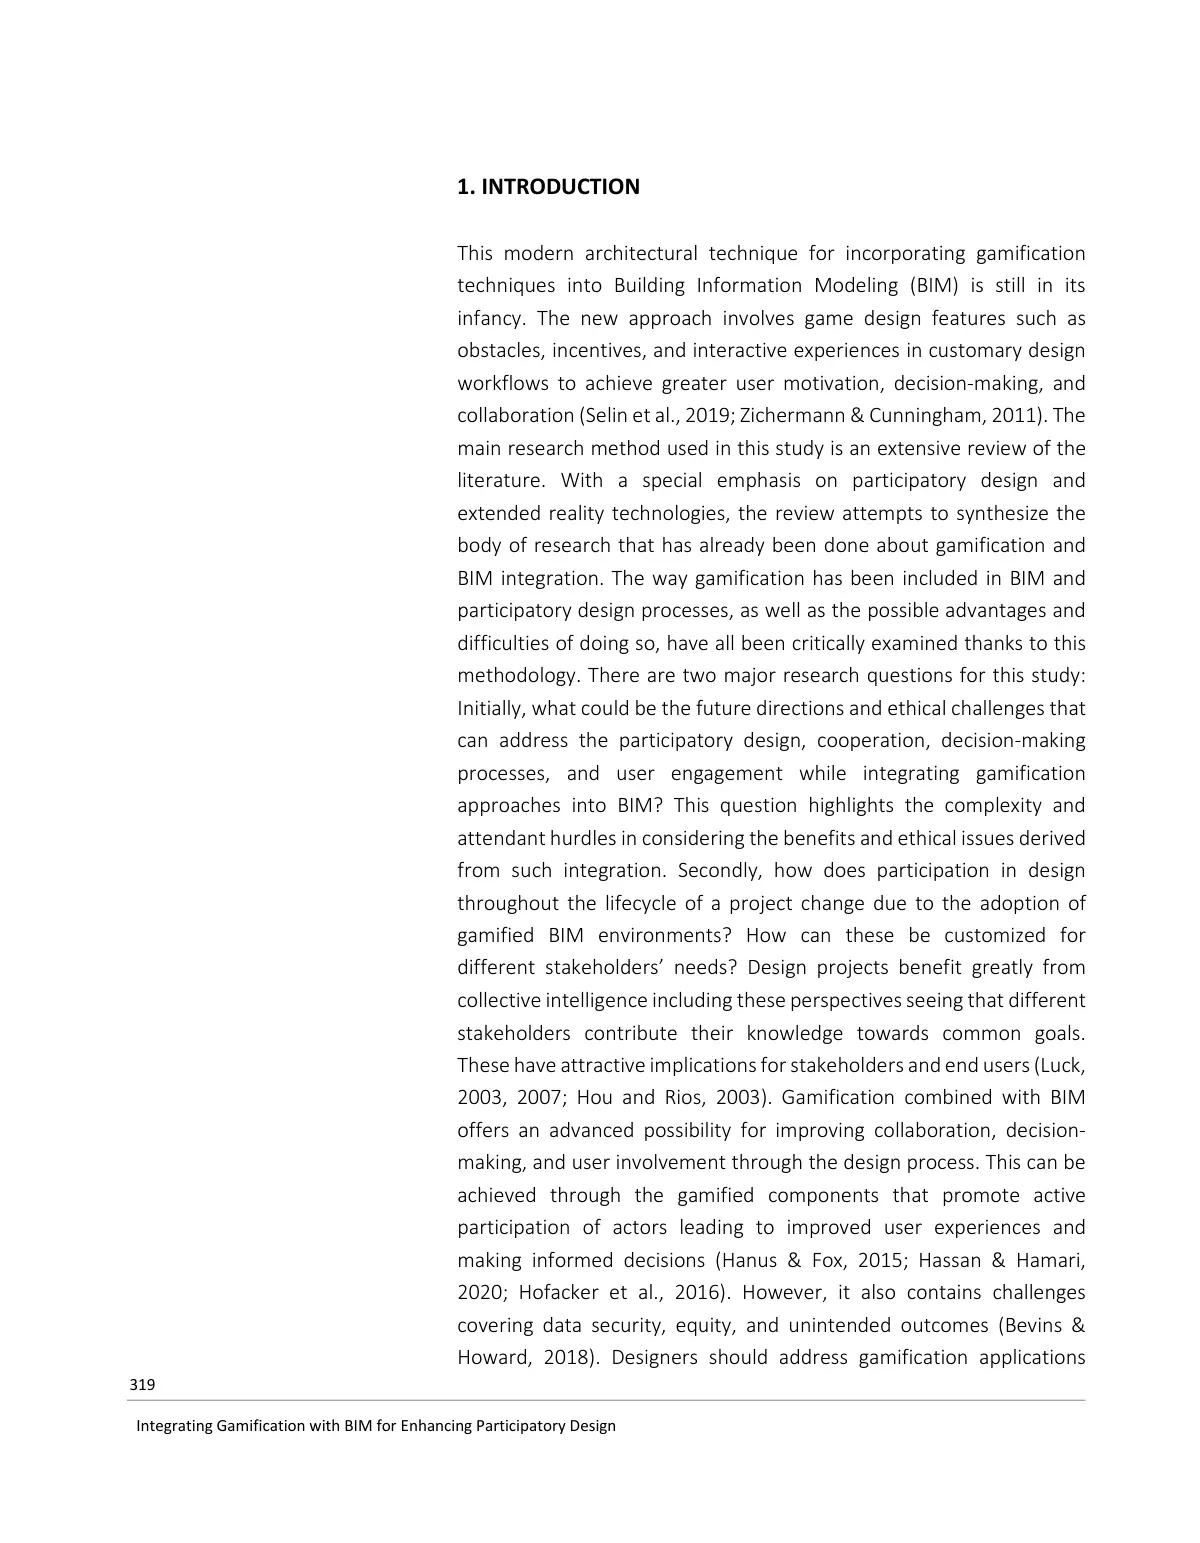 1. INTRODUCTION
This modern architectural technique for incorporating gamification
techniques into Building Information Modeling (BIM) is still in its
infancy. The new approach involves game design features such as
obstacles, incentives, and interactive experiences in customary design
workflows to achieve greater user motivation, decision-making, and
collaboration (Selin et al., 2019; Zichermann & Cunningham, 2011). The
main research method used in this study is an extensive review of the
literature. With a special emphasis on participatory design and
extended reality technologies, the review attempts to synthesize the
body of research that has already been done about gamification and
BIM integration. The way gamification has been included in BIM and
participatory design processes, as well as the possible advantages and
difficulties of doing so, have all been critically examined thanks to this
methodology. There are two major research questions for this study:
Initially, what could be the future directions and ethical challenges that
can address the participatory design, cooperation, decision-making
processes, and user engagement while integrating gamification
approaches into BIM? This question highlights the complexity and
attendant hurdles in considering the benefits and ethical issues derived
from such integration. Secondly, how does participation in design
throughout the lifecycle of a project change due to the adoption of
gamified BIM environments? How can these be customized for
different stakeholders’ needs? Design projects benefit greatly from
collective intelligence including these perspectives seeing that different
stakeholders contribute their knowledge towards common goals.
These have attractive implications for stakeholders and end users (Luck,
2003, 2007; Hou and Rios, 2003). Gamification combined with BIM
offers an advanced possibility for improving collaboration, decision-
making, and user involvement through the design process. This can be
achieved through the gamified components that promote active
participation of actors leading to improved user experiences and
making informed decisions (Hanus & Fox, 2015; Hassan & Hamari,
2020; Hofacker et al., 2016). However, it also contains challenges
covering data security, equity, and unintended outcomes (Bevins &
Howard, 2018). Designers should address gamification applications
319
Integrating Gamification with BIM for Enhancing Participatory Design